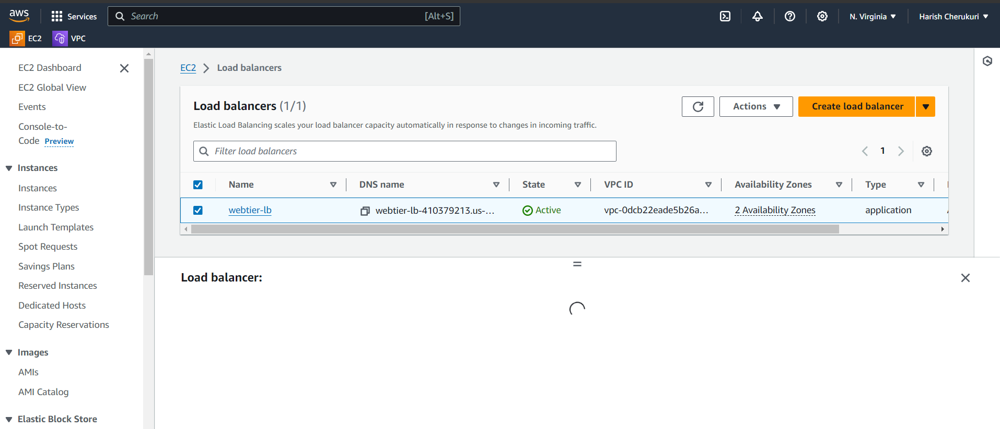 aws Services Search [Alt+S] N. Virginia Harish Cherukuri
EC2 VPC
EC2 Dashboard
EC2 Global View
Events
Console-to-
Code Preview
Instances
Instances
Instance Types
Launch Templates
Spot Requests
Savings Plans
Reserved Instances
Dedicated Hosts
Capacity Reservations
Images
AMIs
AMI Catalog
Elastic Block Store
EC2 Load balancers
Load balancers (1/1)
Actions
Create load balancer
Elastic Load Balancing scales your load balancer capacity automatically in response to changes in incoming traffic.
Filter load balancers
1
Name DNS name State VPC ID Availability Zones Type
webtier-lb webtier-lb-410379213.us-... Active vpc-0dcb22eade5b26a... 2 Availability Zones application
Load balancer: